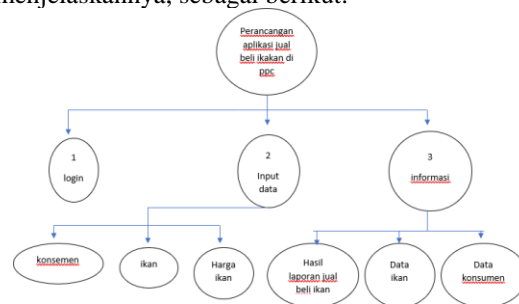 menjelaskannya, sebagai berikut.
Perancangan
aplikasi jual
beli ikakan di
ppc
1
login
2
Input
data
3
informasi
konsemen
ikan
Harga
ikan
Hasil
laporan jual
beli ikan
Data
ikan
Data
konsumen